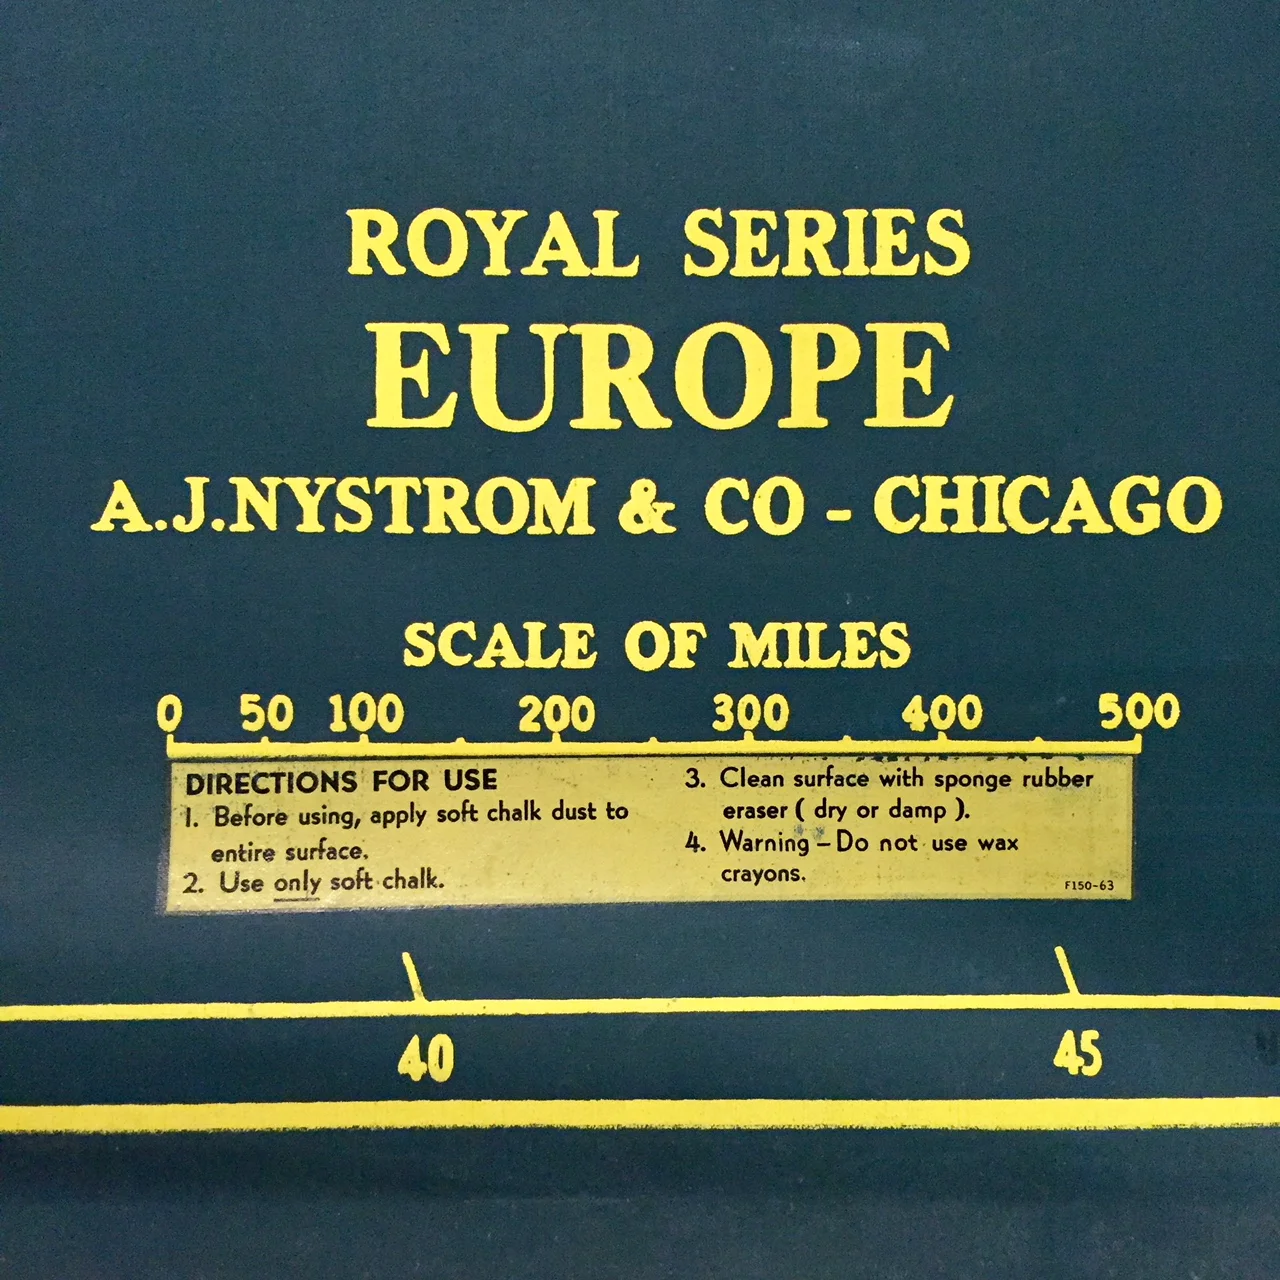 ROYAL SERIES
EUROPE
A.J.NYSTROM & CO - CHICAGO
SCALE OF MILES
0 50 100 200 300 400 500
DIRECTIONS FOR USE
1. Before using, apply soft chalk dust to
entire surface.
2. Use only soft chalk.
3. Clean surface with sponge rubber
eraser ( dry or damp ).
4. Warning – Do not use wax
crayons.
F150-63
40 45